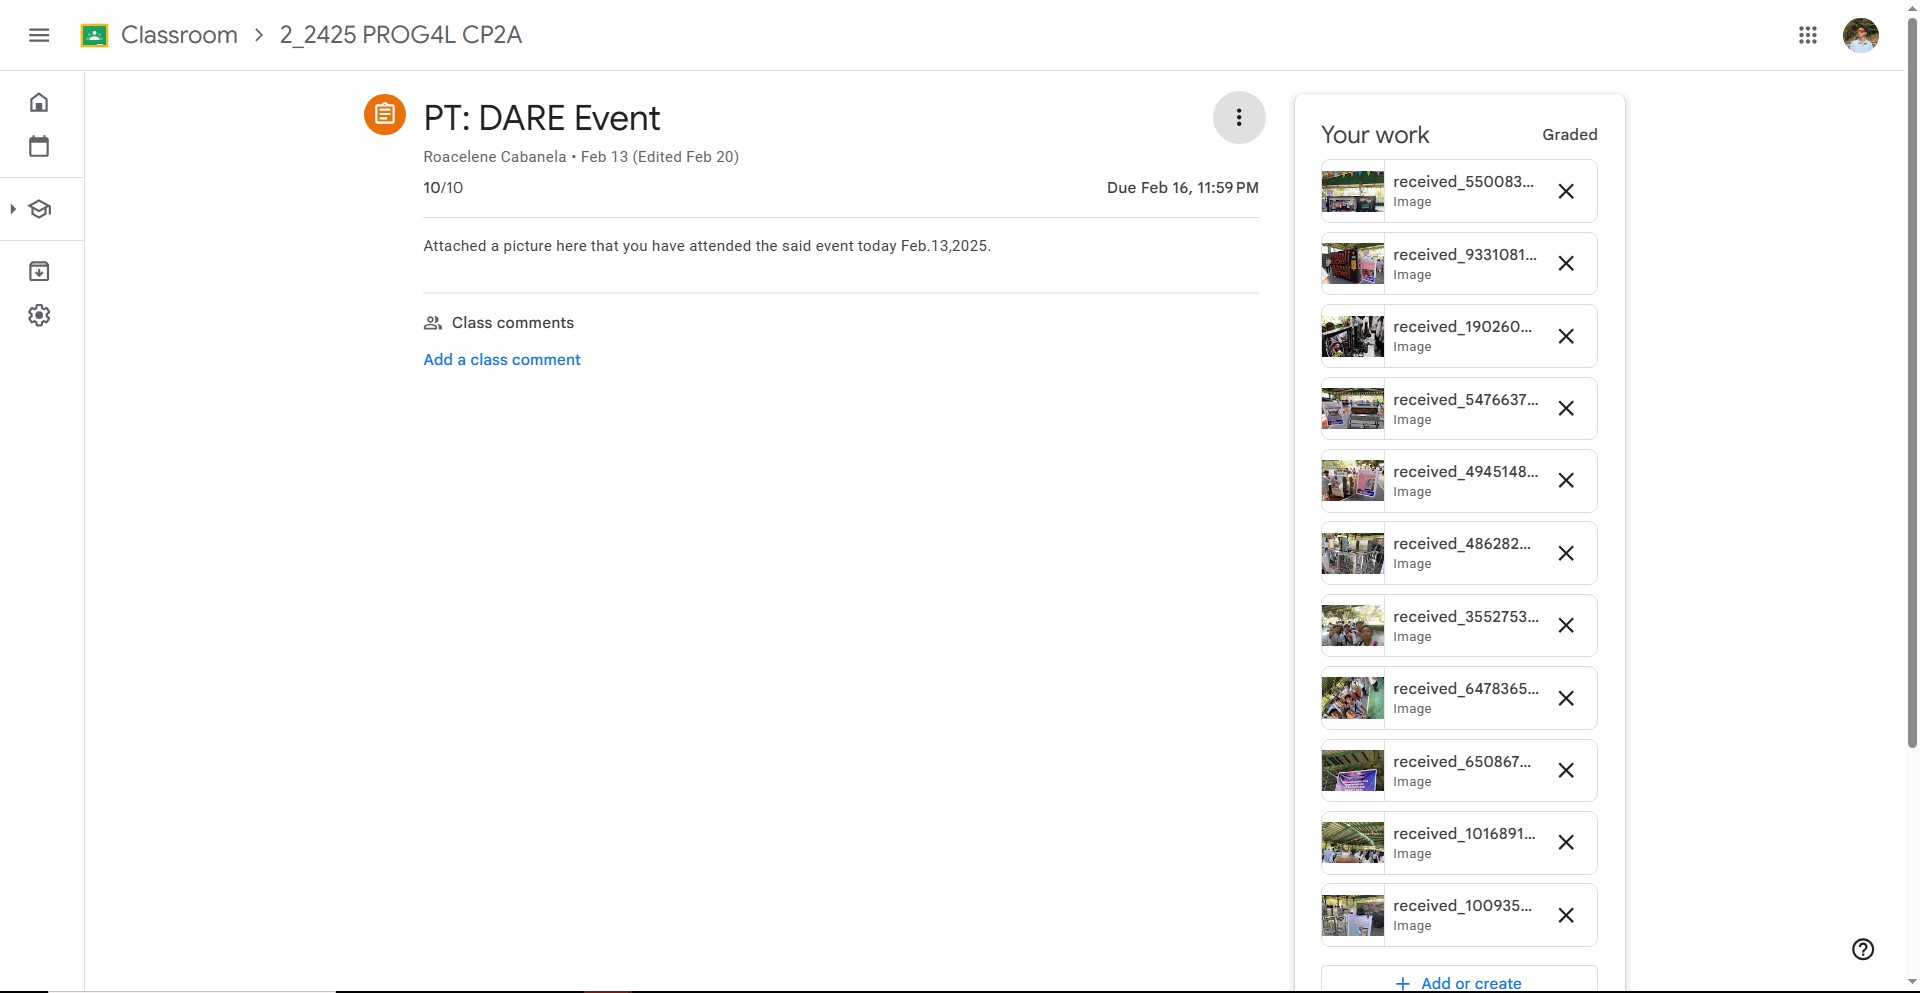 Classroom > 2_2425 PROG4L CP2A
PT: DARE Event
Roacelene Cabanela • Feb 13 (Edited Feb 20)
10/10
Due Feb 16, 11:59 PM
Attached a picture here that you have attended the said event today Feb.13,2025.
Class comments
Add a class comment
Your work
Graded
received_550083...
Image
received_9331081...
Image
received_190260...
Image
received_5476637...
Image
received_4945148...
Image
received_486282...
Image
received_3552753...
Image
received_6478365...
Image
received_650867...
Image
received_1016891...
Image
received_100935...
Image
+ Add or create